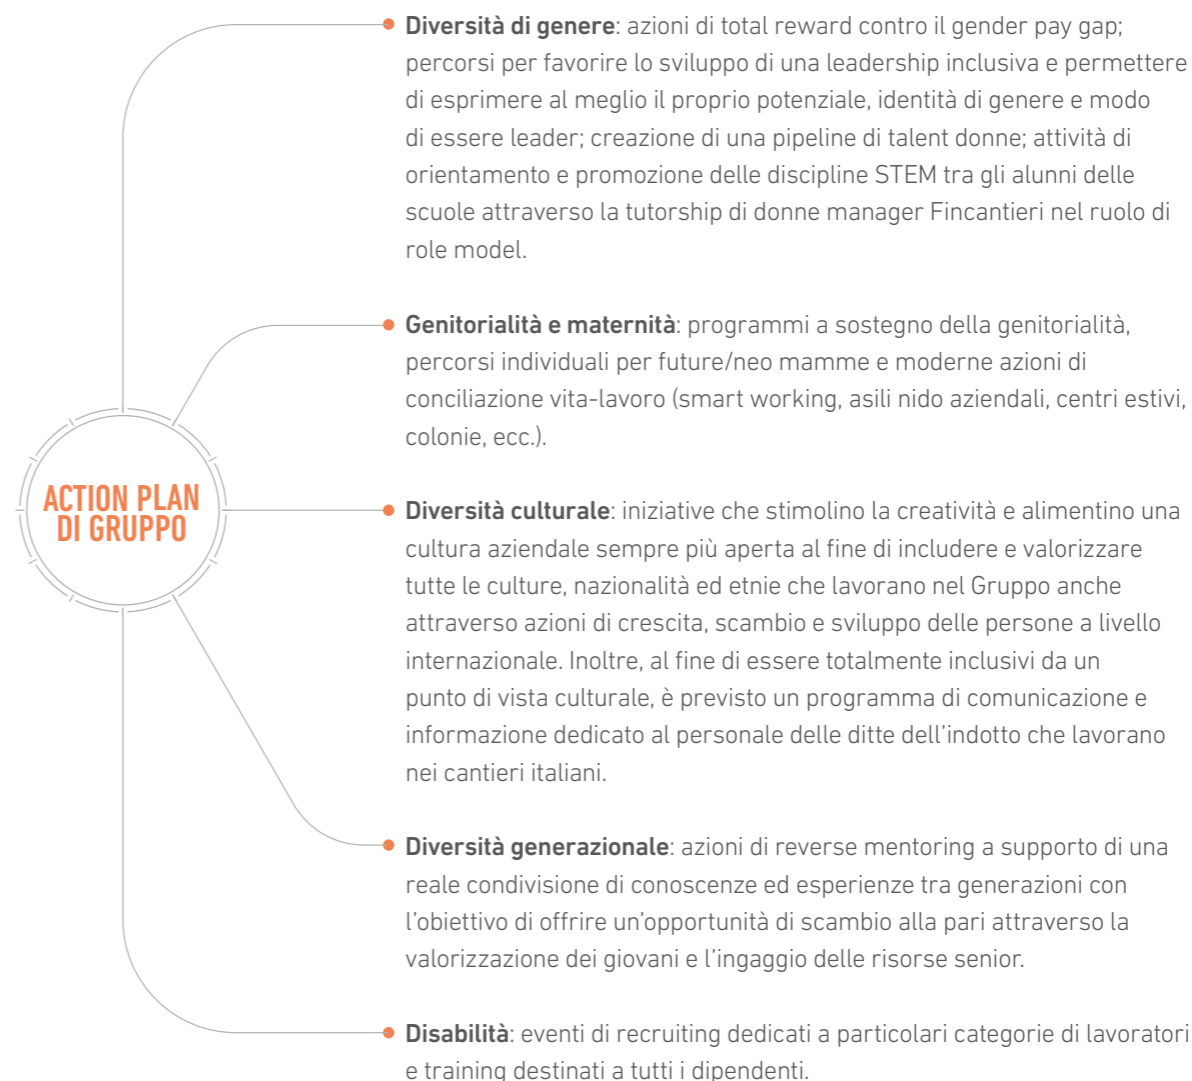 Diversità di genere: azioni di total reward contro il gender pay gap;
percorsi per favorire lo sviluppo di una leadership inclusiva e permettere
di esprimere al meglio il proprio potenziale, identità di genere e modo
di essere leader; creazione di una pipeline di talent donne; attività di
orientamento e promozione delle discipline STEM tra gli alunni delle
scuole attraverso la tutorship di donne manager Fincantieri nel ruolo di
role model.
Genitorialità e maternità: programmi a sostegno della genitorialità,
percorsi individuali per future/neo mamme e moderne azioni di
conciliazione vita-lavoro (smart working, asili nido aziendali, centri estivi,
colonie, ecc.).
ACTION PLAN
DI GRUPPO
Diversità culturale: iniziative che stimolino la creatività e alimentino una
cultura aziendale sempre più aperta al fine di includere e valorizzare
tutte le culture, nazionalità ed etnie che lavorano nel Gruppo anche
attraverso azioni di crescita, scambio e sviluppo delle persone a livello
internazionale. Inoltre, al fine di essere totalmente inclusivi da un
punto di vista culturale, è previsto un programma di comunicazione e
informazione dedicato al personale delle ditte dell'indotto che lavorano
nei cantieri italiani.
Diversità generazionale: azioni di reverse mentoring a supporto di una
reale condivisione di conoscenze ed esperienze tra generazioni con
l'obiettivo di offrire un'opportunità di scambio alla pari attraverso la
valorizzazione dei giovani e l'ingaggio delle risorse senior.
Disabilità: eventi di recruiting dedicati a particolari categorie di lavoratori
e training destinati a tutti i dipendenti.